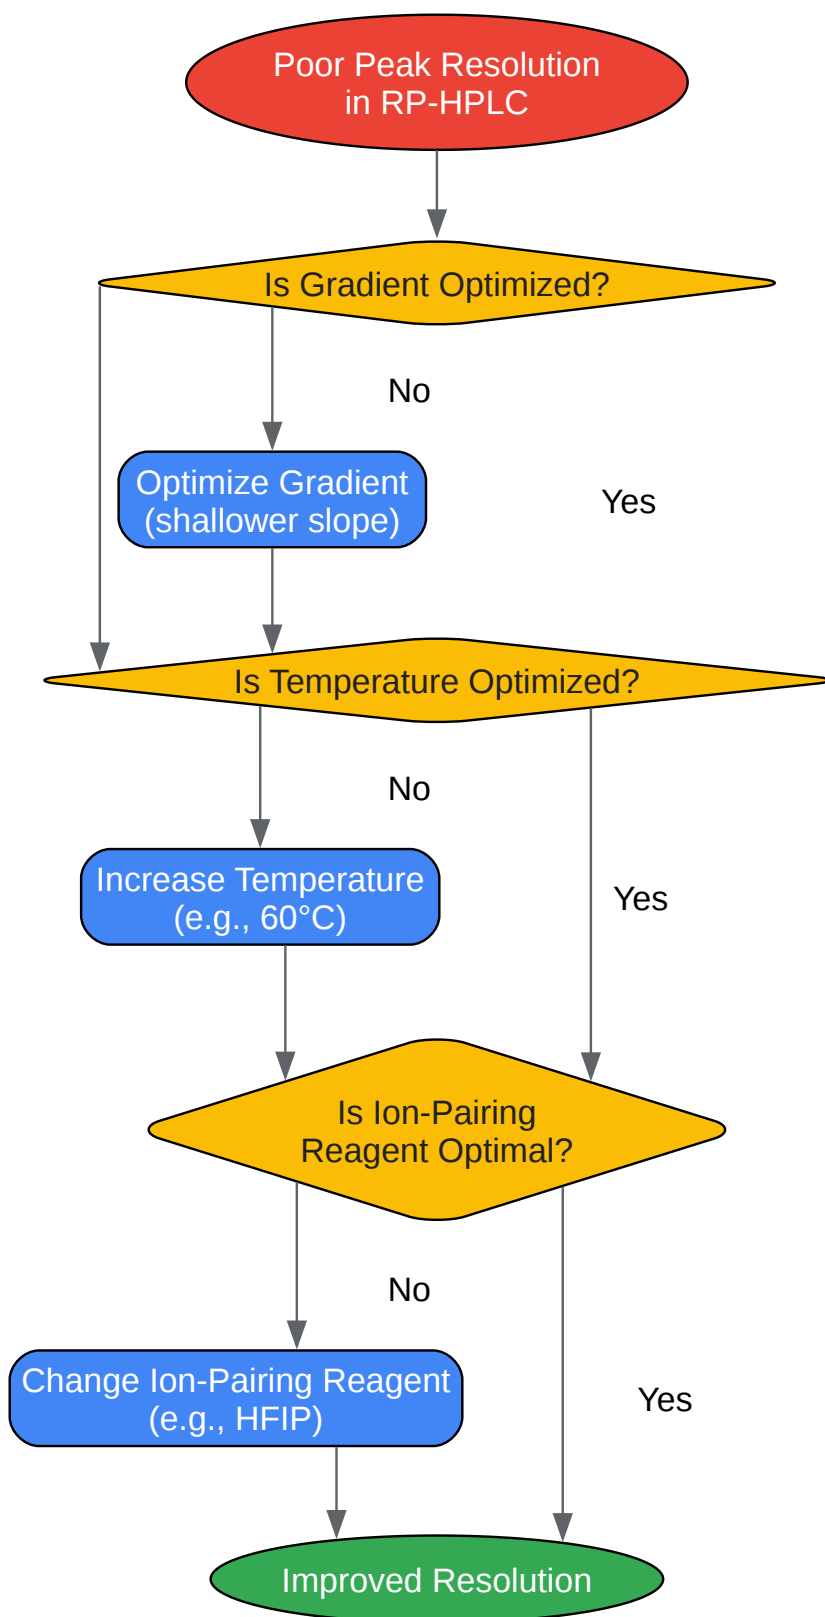 Poor Peak Resolution
in RP-HPLC
Is Gradient Optimized?
No
Optimize Gradient
(shallower slope)
Yes
Is Temperature Optimized?
No
Increase Temperature
(e.g., 60°C)
Yes
Is Ion-Pairing
Reagent Optimal?
No
Change Ion-Pairing Reagent
(e.g., HFIP)
Yes
Improved Resolution